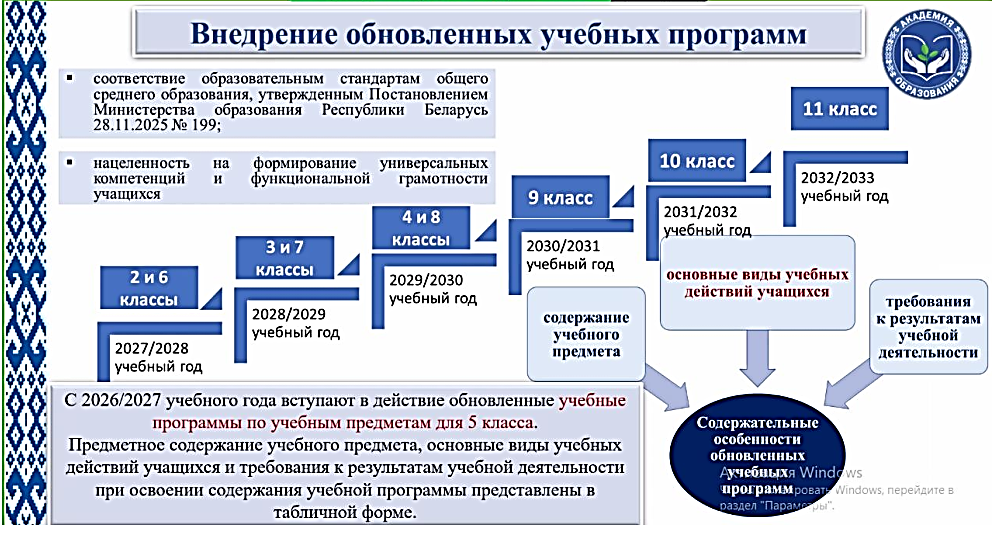 Внедрение обновленных учебных программ
АКАДЕМИЯ
ОБРАЗОВАНИЯ
▪ соответствие образовательным стандартам общего
среднего образования, утвержденным Постановлением
Министерства образования Республики Беларусь
28.11.2025 № 199;
▪ нацеленность на формирование универсальных
компетенций и функциональной грамотности
учащихся
2 и 6
классы
2027/2028
учебный год
3 и 7
классы
2028/2029
учебный год
4 и 8
классы
2029/2030
учебный год
9 класс
2030/2031
учебный год
10 класс
2031/2032
учебный год
11 класс
2032/2033
учебный год
содержание
учебного
предмета
основные виды учебных
действий учащихся
требования
к результатам
учебной
деятельности
С 2026/2027 учебного года вступают в действие обновленные учебные
программы по учебным предметам для 5 класса.
Предметное содержание учебного предмета, основные виды учебных
действий учащихся и требования к результатам учебной деятельности
при освоении содержания учебной программы представлены в
табличной форме.
Содержательные
особенности
обновленных
учебных
программ
Windows
Windows, перейдите в
раздел "Параметры".